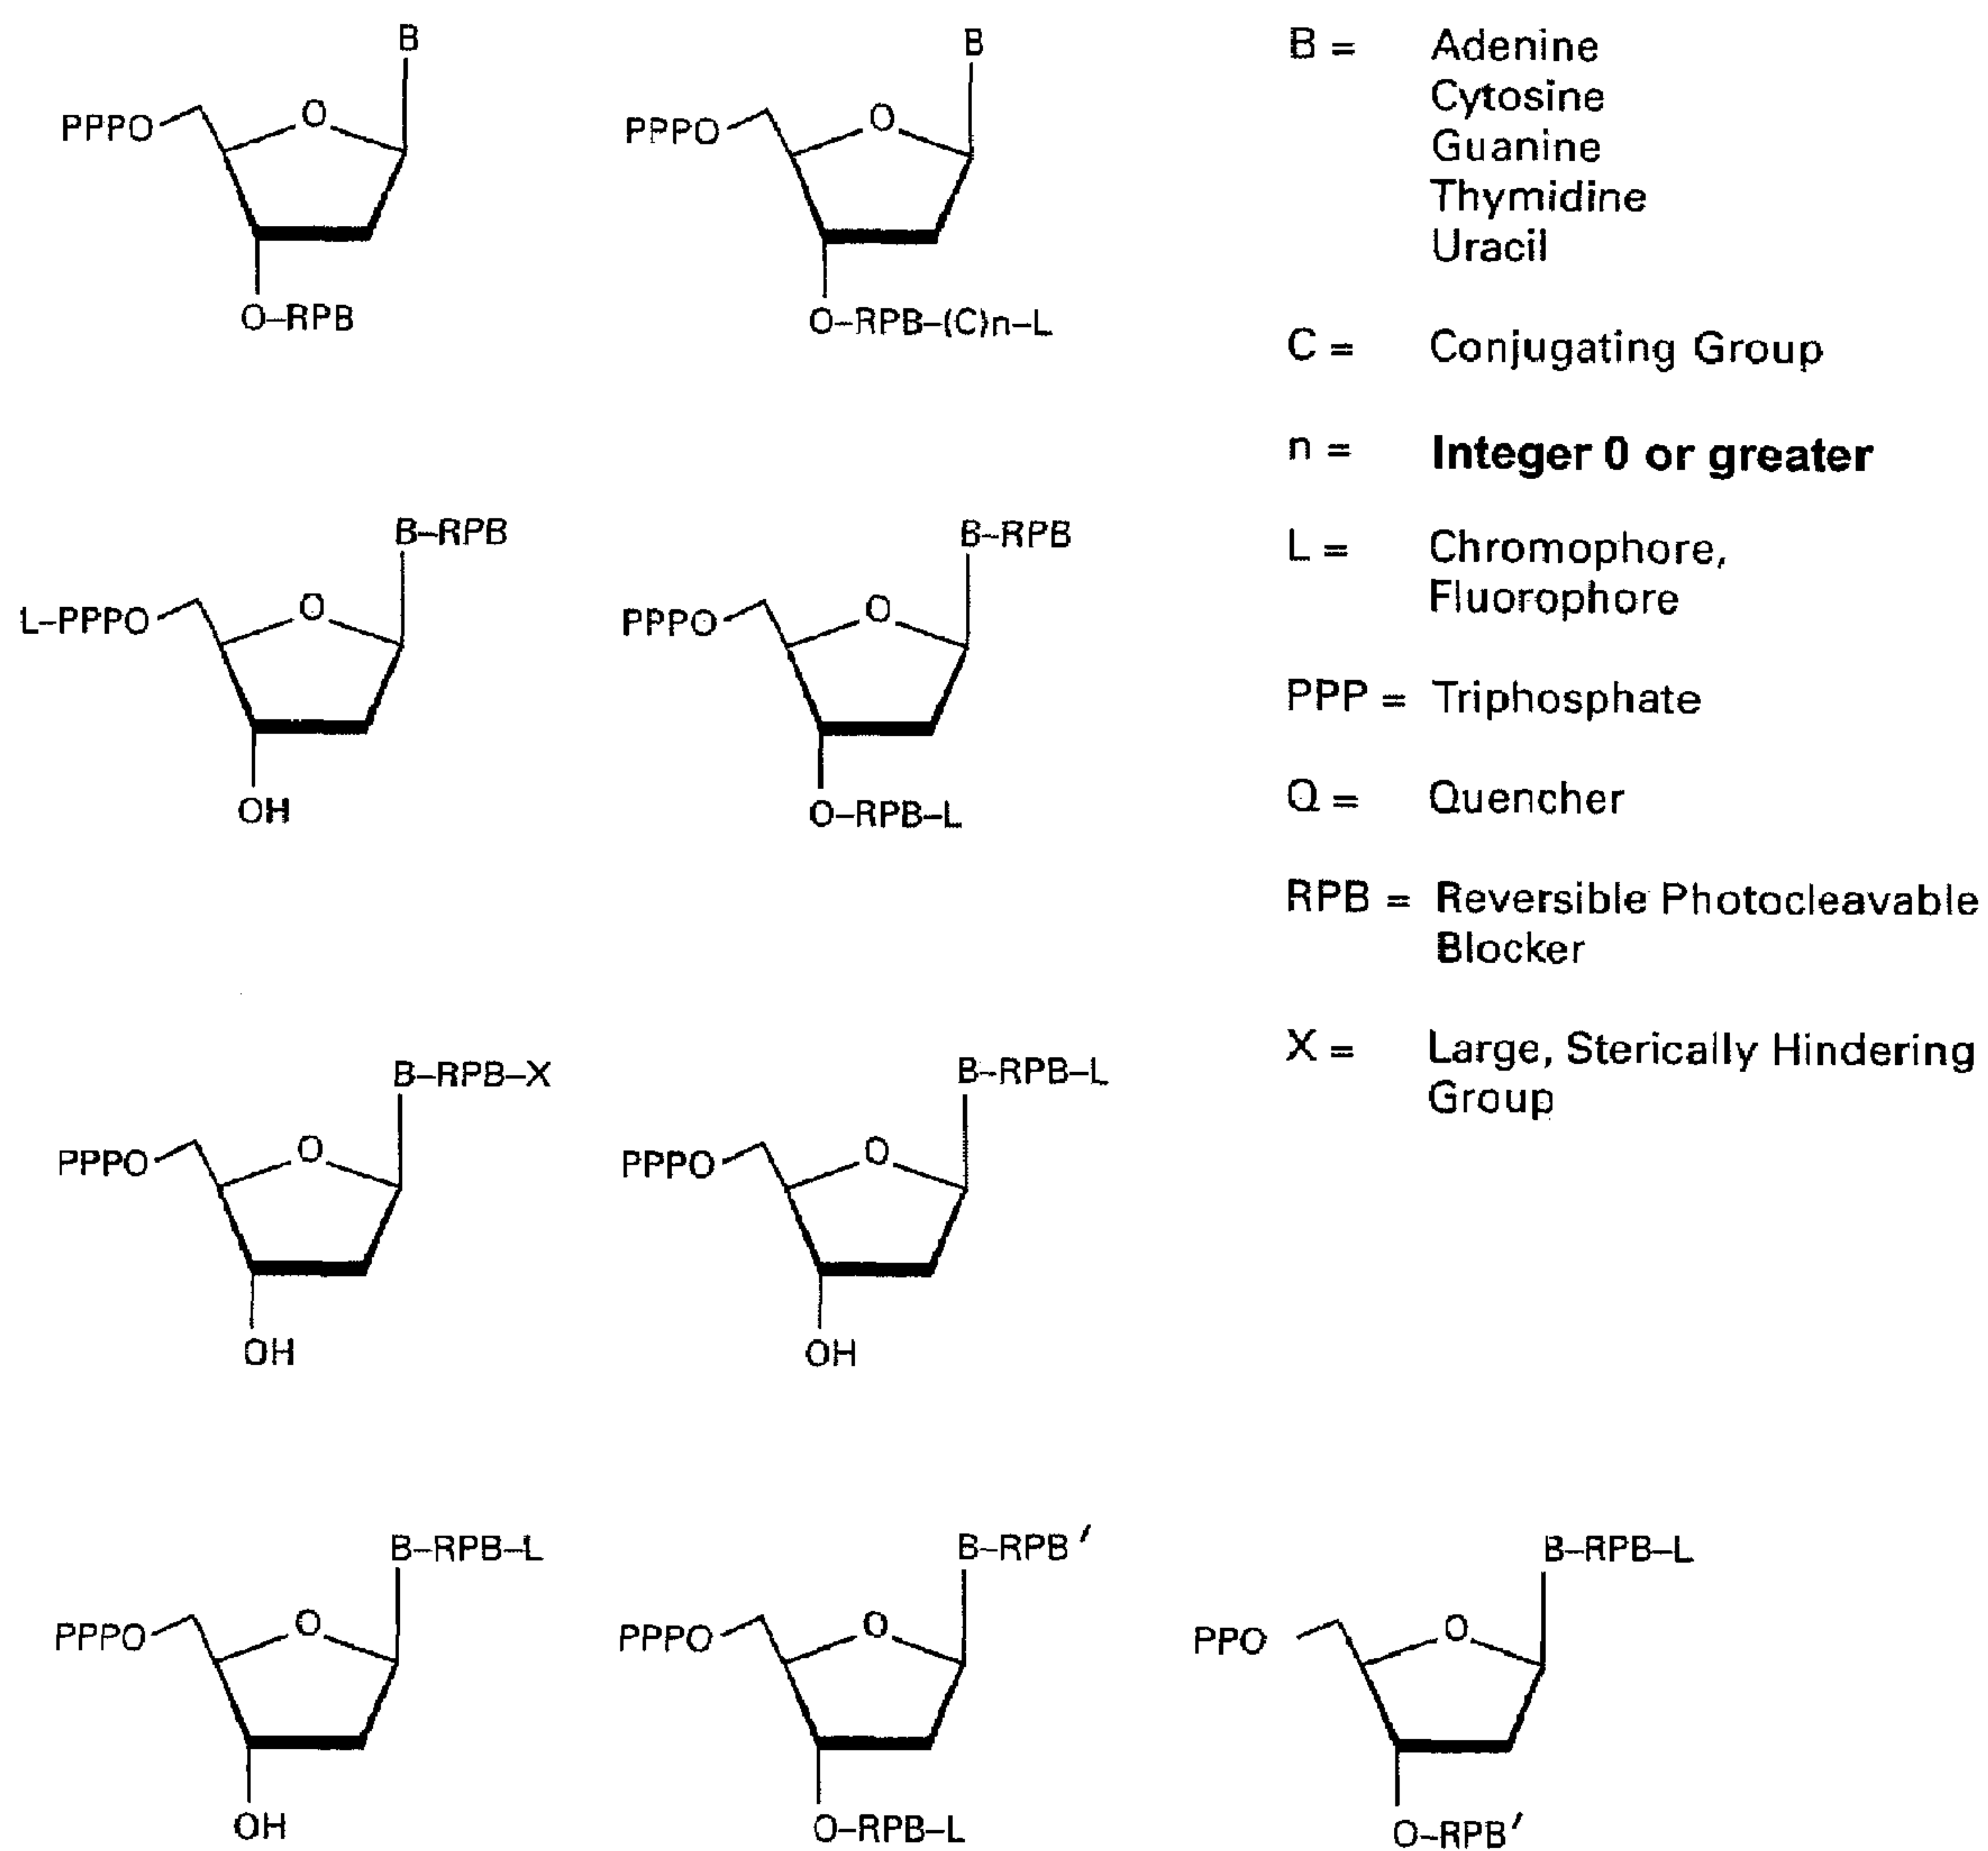 B
PPPO
O
O–RPB
B
PPPO
O
O–RPB–(C)n–L
B–RPB
L–PPPO
O
OH
B–RPB
PPPO
O
O–RPB–L
B–RPB–X
PPPO
O
OH
B–RPB–L
PPPO
O
OH
B–RPB–L
PPPO
O
OH
B–RPB′
PPPO
O
O–RPB–L
B–RPB–L
PPO
O
O–RPB′
B = Adenine
Cytosine
Guanine
Thymidine
Uracil
C = Conjugating Group
n = Integer 0 or greater
L = Chromophore,
Fluorophore
PPP = Triphosphate
Q = Quencher
RPB = Reversible Photocleavable
Blocker
X = Large, Sterically Hindering
Group